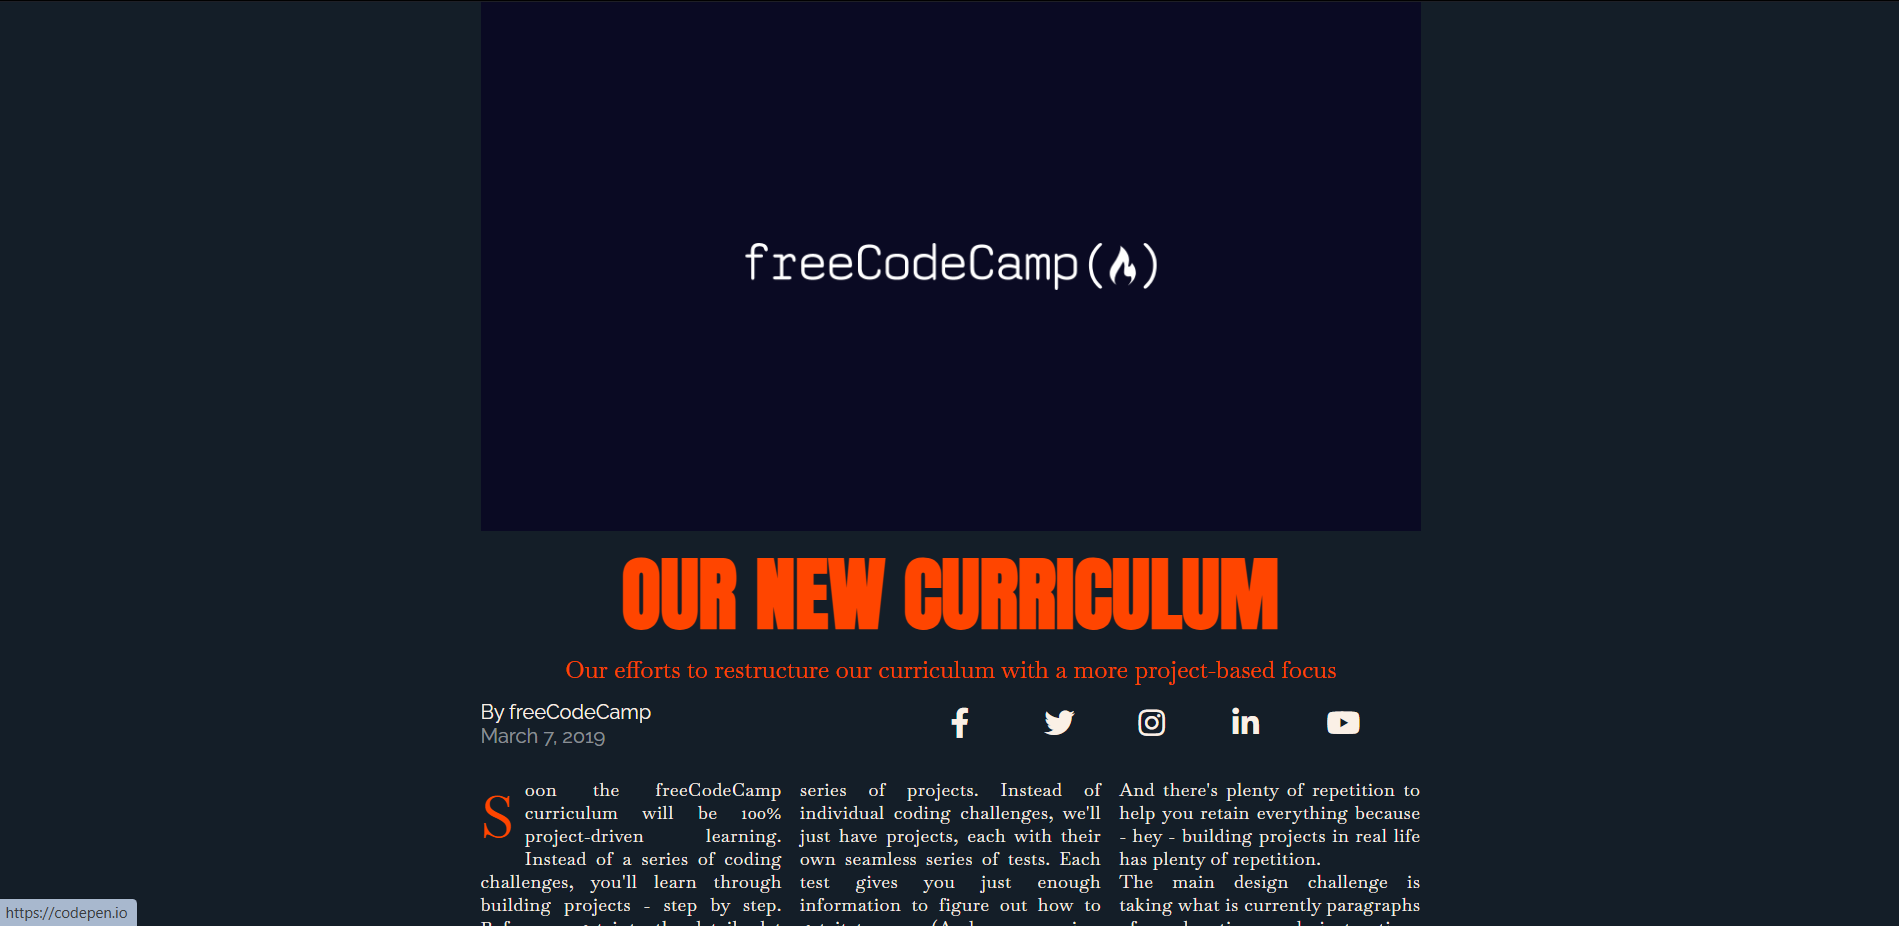 freeCodeCamp(🔥)
OUR NEW CURRICULUM
Our efforts to restructure our curriculum with a more project-based focus
By freeCodeCamp
March 7, 2019
Soon the freeCodeCamp
curriculum will be 100%
project-driven learning.
Instead of a series of coding
challenges, you'll learn through
building projects - step by step.
series of projects. Instead of
individual coding challenges, we'll
just have projects, each with their
own seamless series of tests. Each
test gives you just enough
information to figure out how to
And there's plenty of repetition to
help you retain everything because
- hey - building projects in real life
has plenty of repetition.
The main design challenge is
taking what is currently paragraphs
https://codepen.io